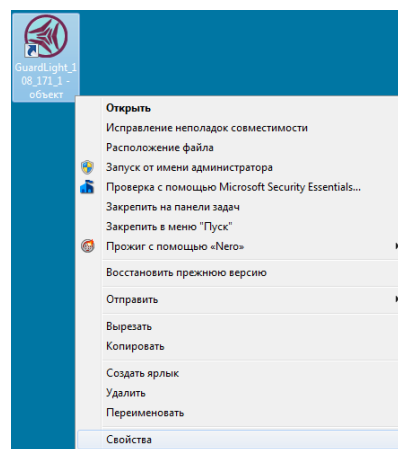 GuardLight_1
08_171_1 -
объект
Открыть
Исправление неполадок совместимости
Расположение файла
Запуск от имени администратора
Проверка с помощью Microsoft Security Essentials...
Закрепить на панели задач
Закрепить в меню "Пуск"
Прожиг с помощью «Nero»
Восстановить прежнюю версию
Отправить
Вырезать
Копировать
Создать ярлык
Удалить
Переименовать
Свойства